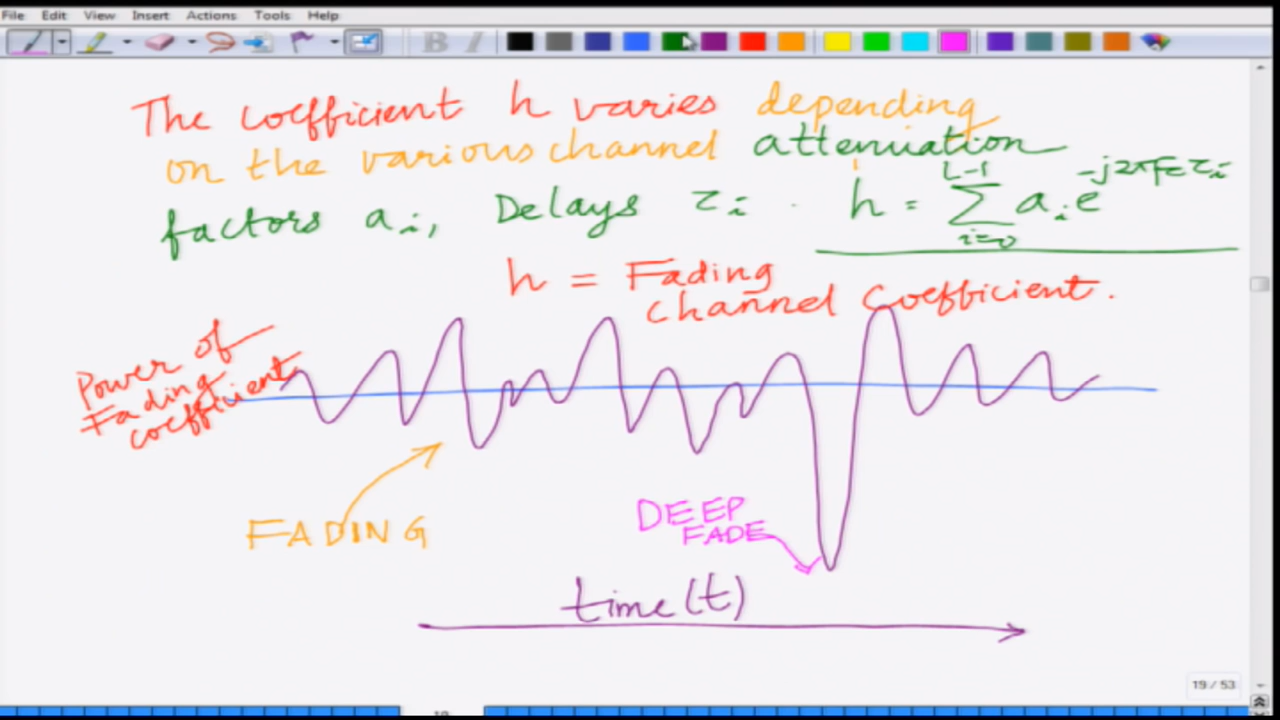 File Edit View Insert Actions Tools Help
B I
The coefficient h varies depending
on the various channel attenuation
factors aᵢ, Delays τᵢ . h = Σ_{i=0}^{L-1} aᵢ e^{-j2πFcτᵢ}
h = Fading
channel Coefficient.
Power of
Fading
coefficient
FADING
DEEP
FADE
time(t)
19 / 53